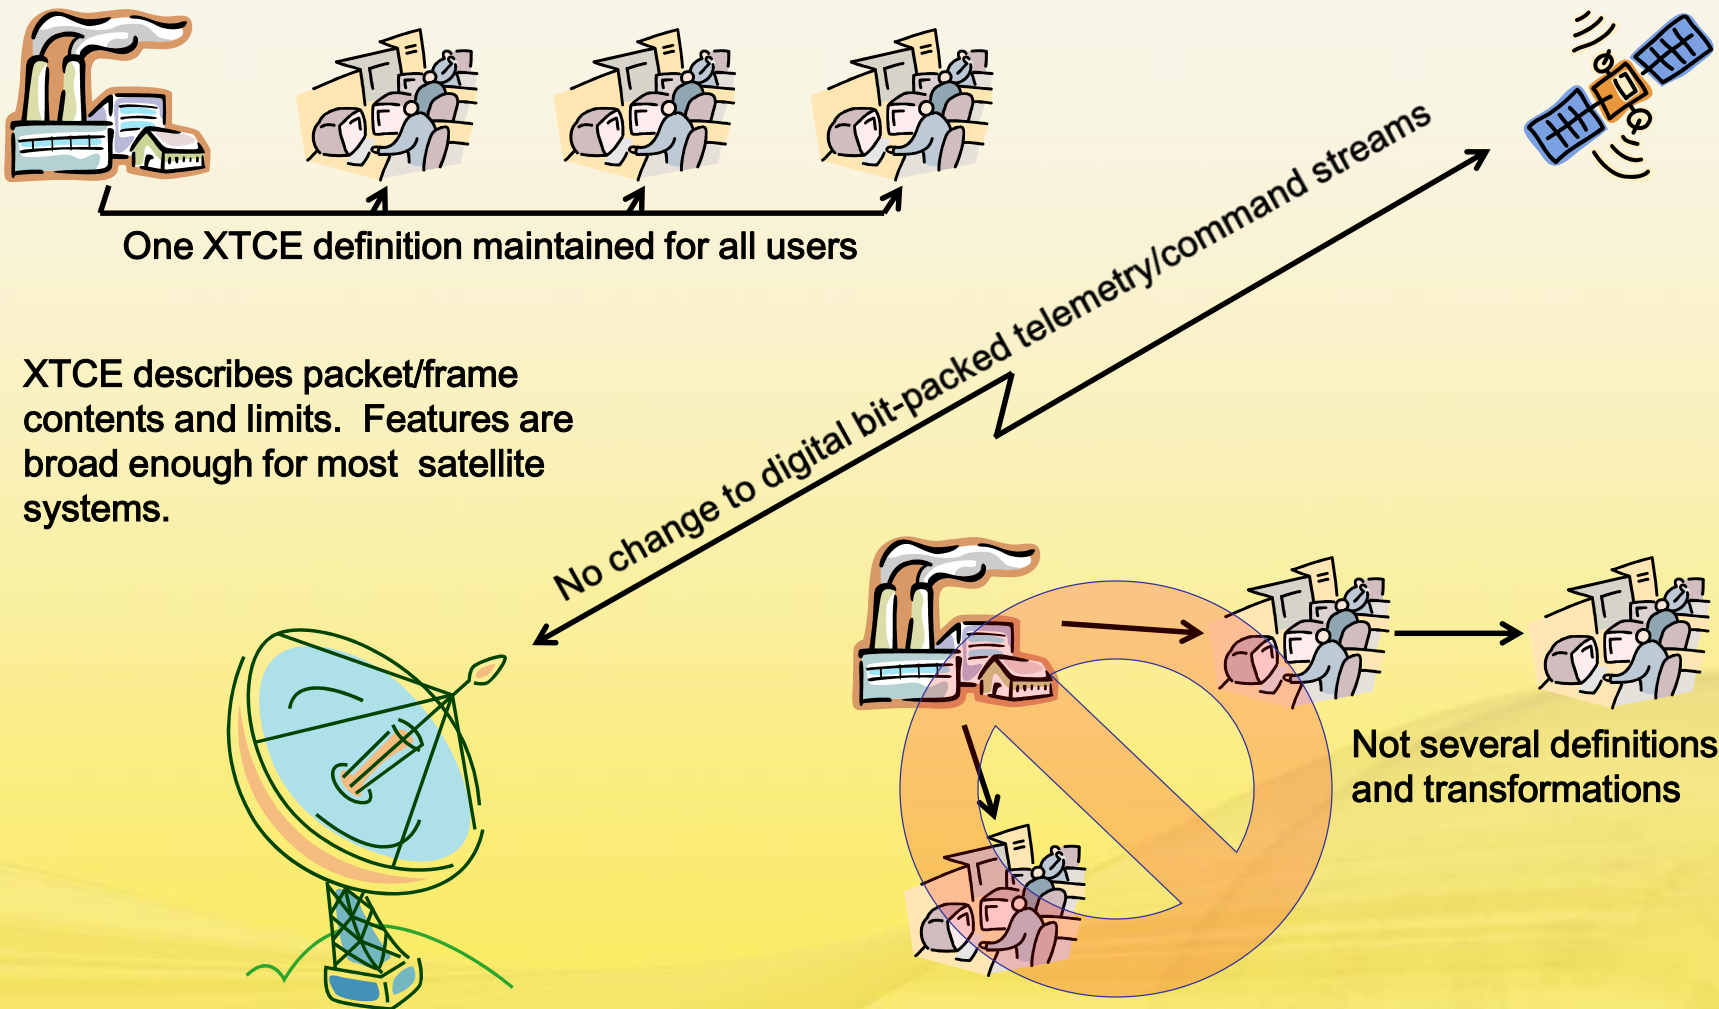 One XTCE definition maintained for all users
No change to digital bit-packed telemetry/command streams
XTCE describes packet/frame
contents and limits.  Features are
broad enough for most  satellite
systems.
Not several definitions
and transformations